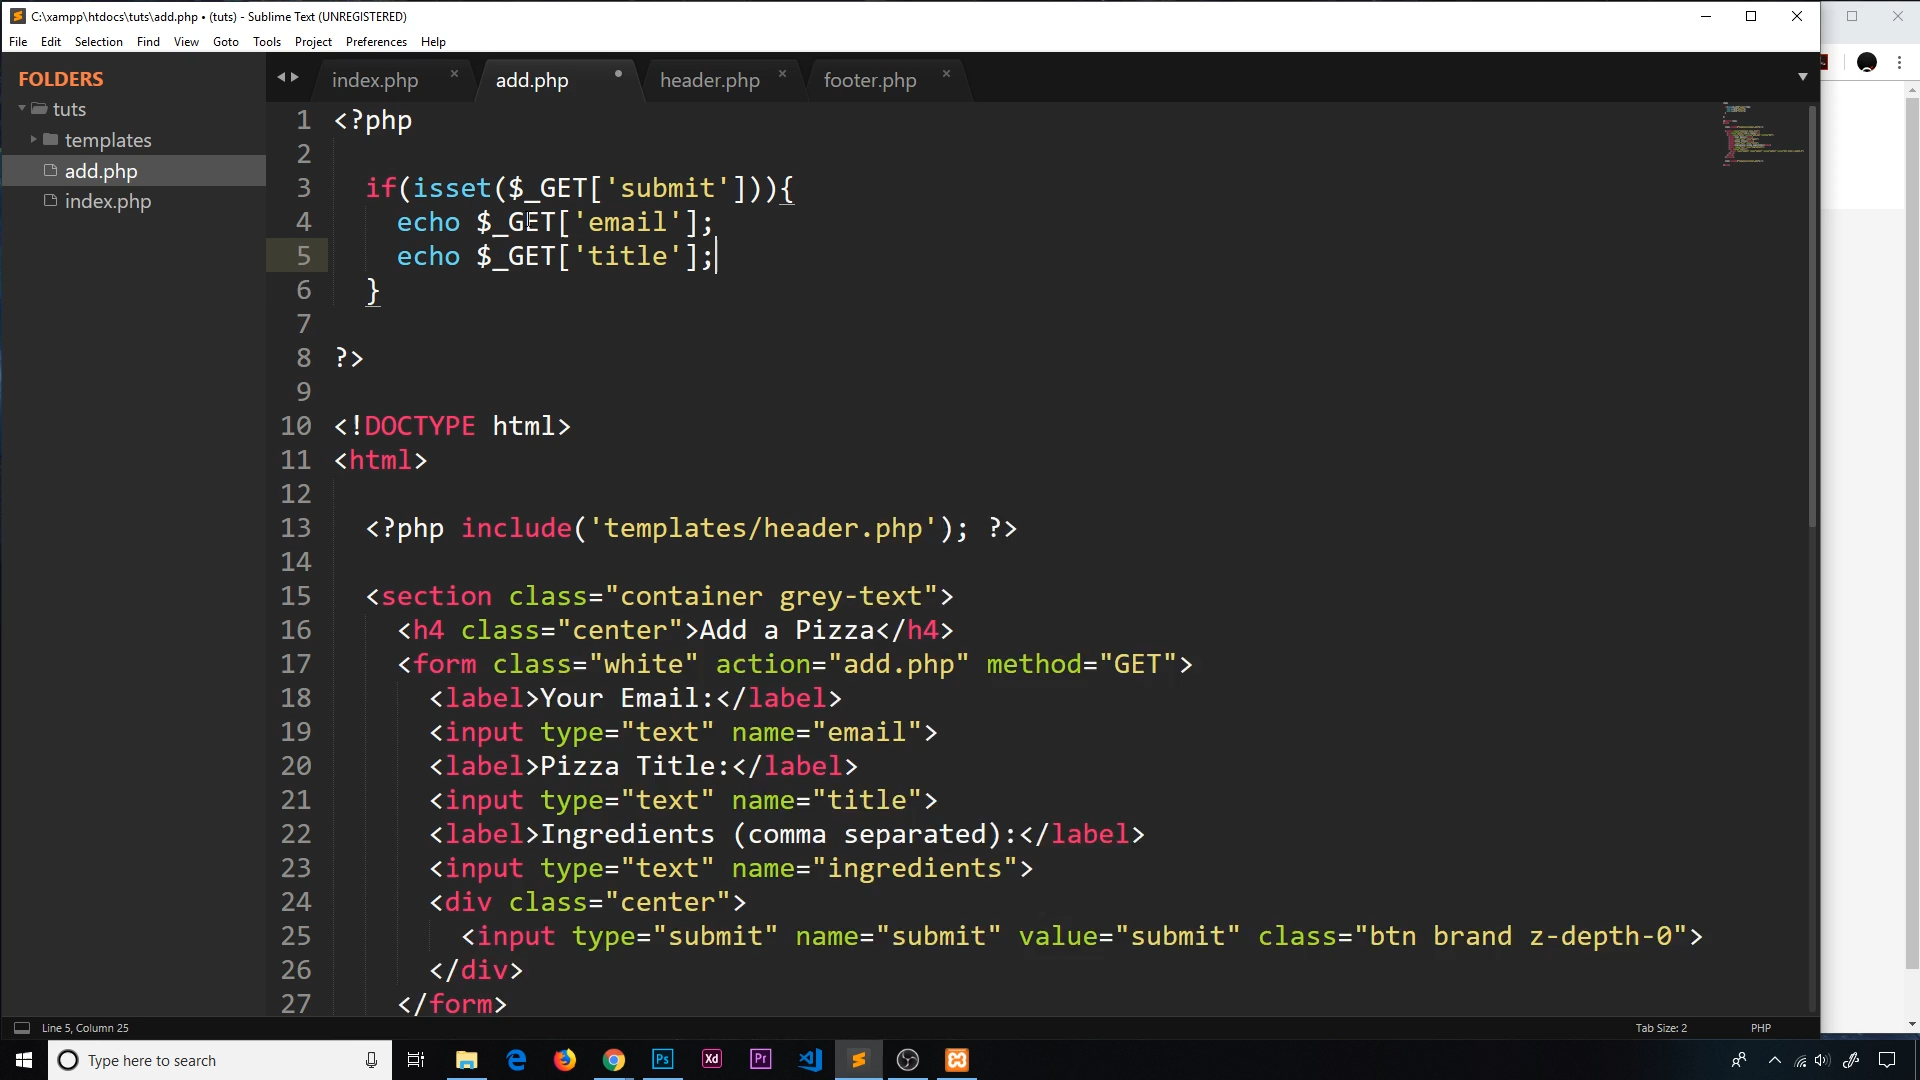 C:\xampp\htdocs\tuts\add.php • (tuts) - Sublime Text (UNREGISTERED)
File Edit Selection Find View Goto Tools Project Preferences Help
FOLDERS
tuts
templates
add.php
index.php
index.php add.php header.php footer.php
1 <?php
2
3 if(isset($_GET['submit'])){
4 echo $_GET['email'];
5 echo $_GET['title'];
6 }
7
8 ?>
9
10 <!DOCTYPE html>
11 <html>
12
13 <?php include('templates/header.php'); ?>
14
15 <section class="container grey-text">
16 <h4 class="center">Add a Pizza</h4>
17 <form class="white" action="add.php" method="GET">
18 <label>Your Email:</label>
19 <input type="text" name="email">
20 <label>Pizza Title:</label>
21 <input type="text" name="title">
22 <label>Ingredients (comma separated):</label>
23 <input type="text" name="ingredients">
24 <div class="center">
25 <input type="submit" name="submit" value="submit" class="btn brand z-depth-0">
26 </div>
27 </form>
Line 5, Column 25 Tab Size: 2 PHP
Type here to search
Ps Xd Pr